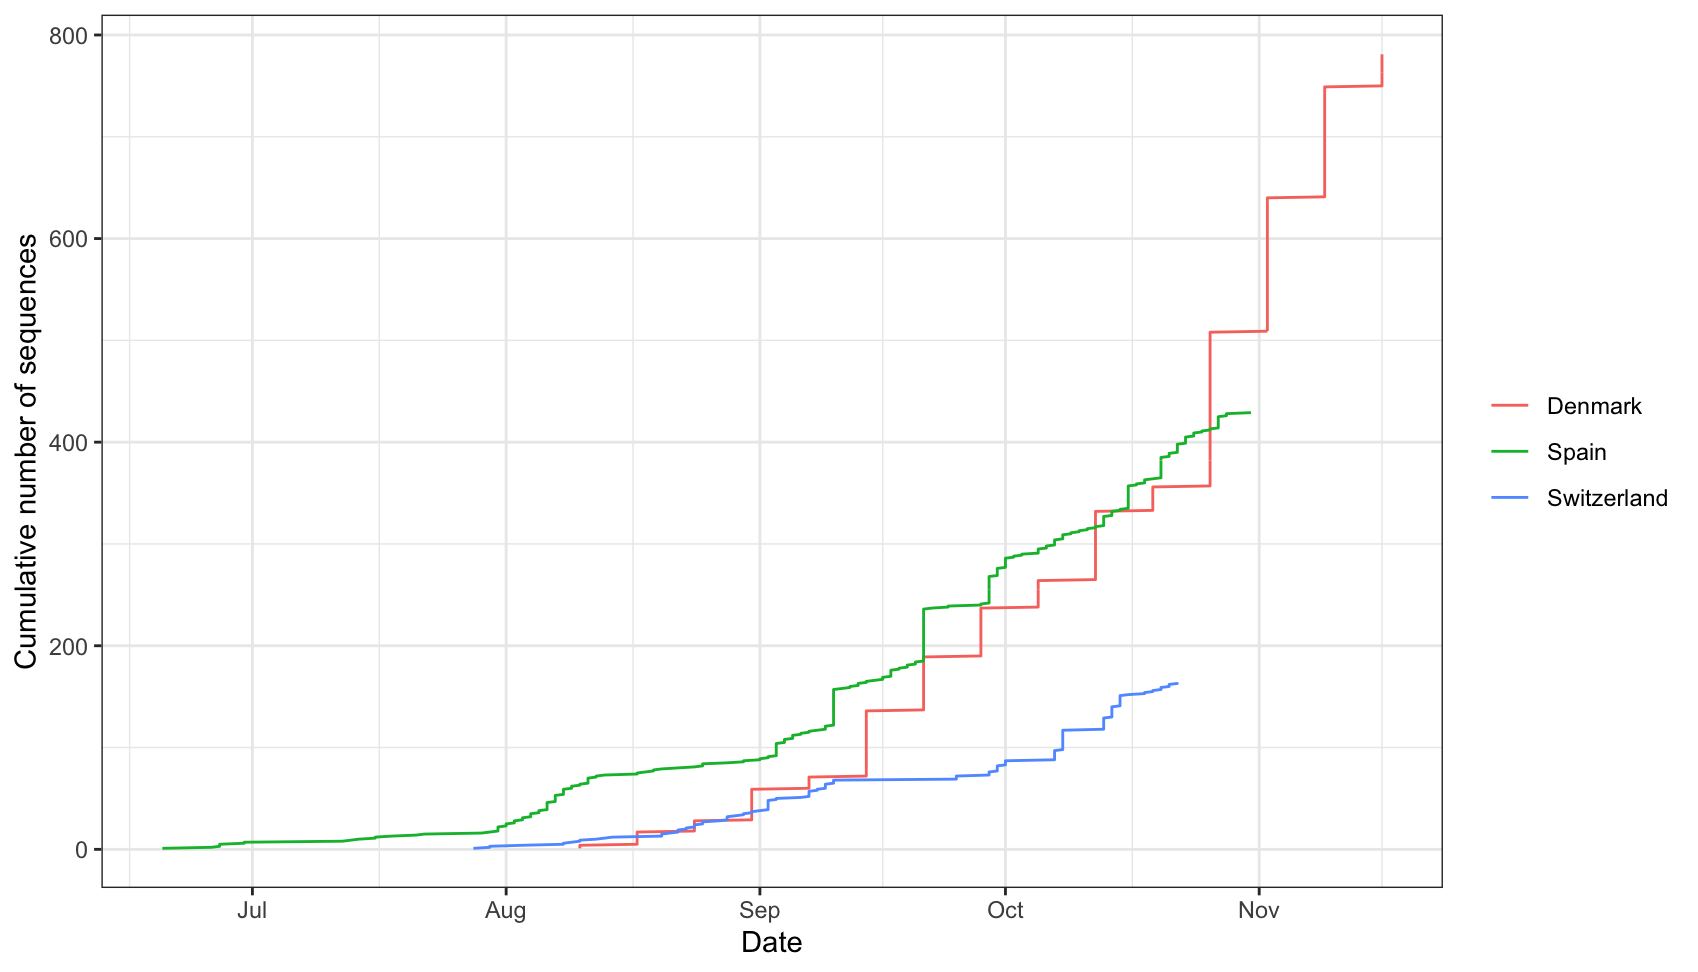 Cumulative number of sequences
800
600
400
200
0
Jul Aug Sep Oct Nov
Date
Denmark
Spain
Switzerland